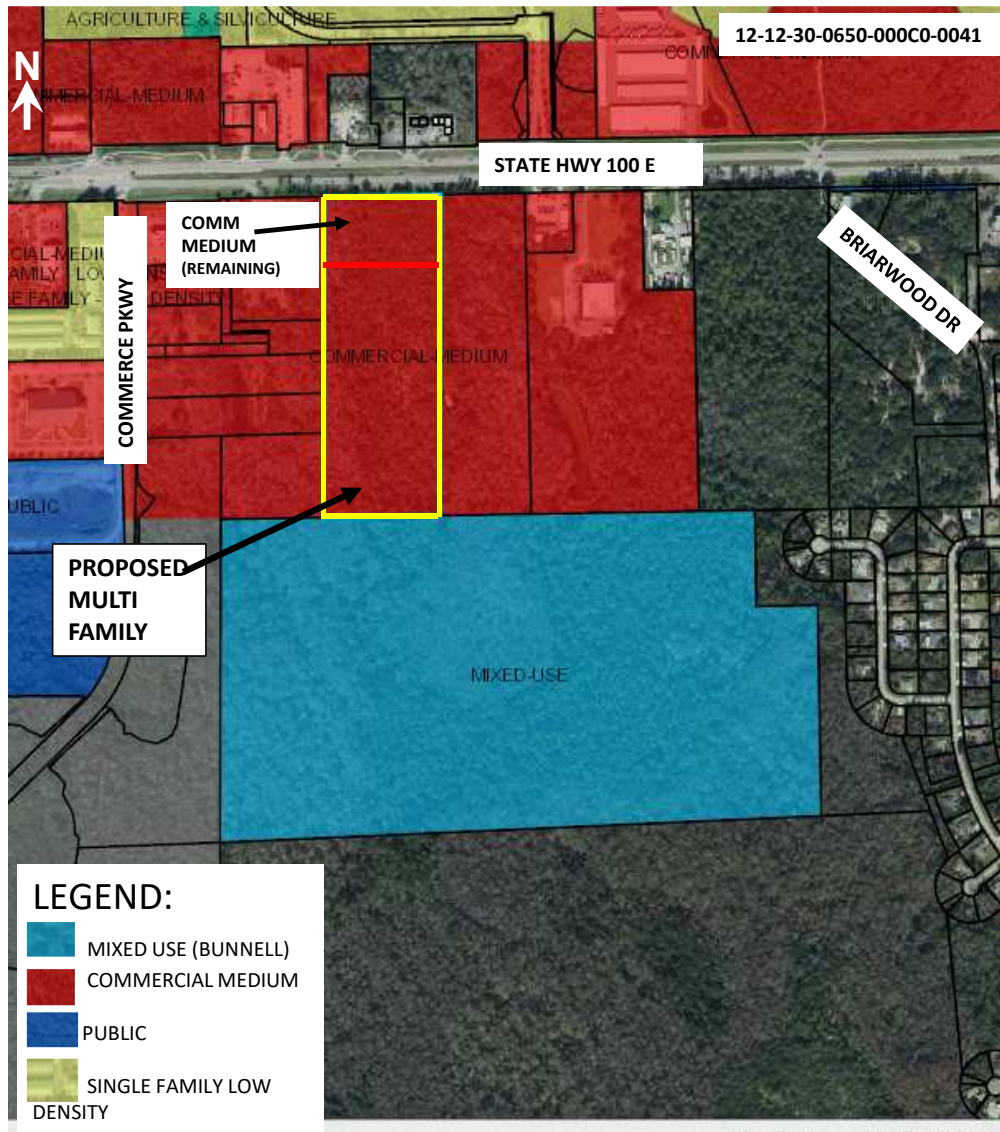 AGRICULTURE & SILVICULTURE
12-12-30-0650-000C0-0041
N
COMMERCIAL-MEDIUM
STATE HWY 100 E
PUBLIC
COMM
MEDIUM
(REMAINING)
BRIARWOOD DR
COMMERCE PKWY
DENSITY
COMMERCIAL-MEDIUM
PROPOSED
MULTI
FAMILY
MIXED-USE
LEGEND:
MIXED USE (BUNNELL)
COMMERCIAL MEDIUM
PUBLIC
SINGLE FAMILY LOW
DENSITY